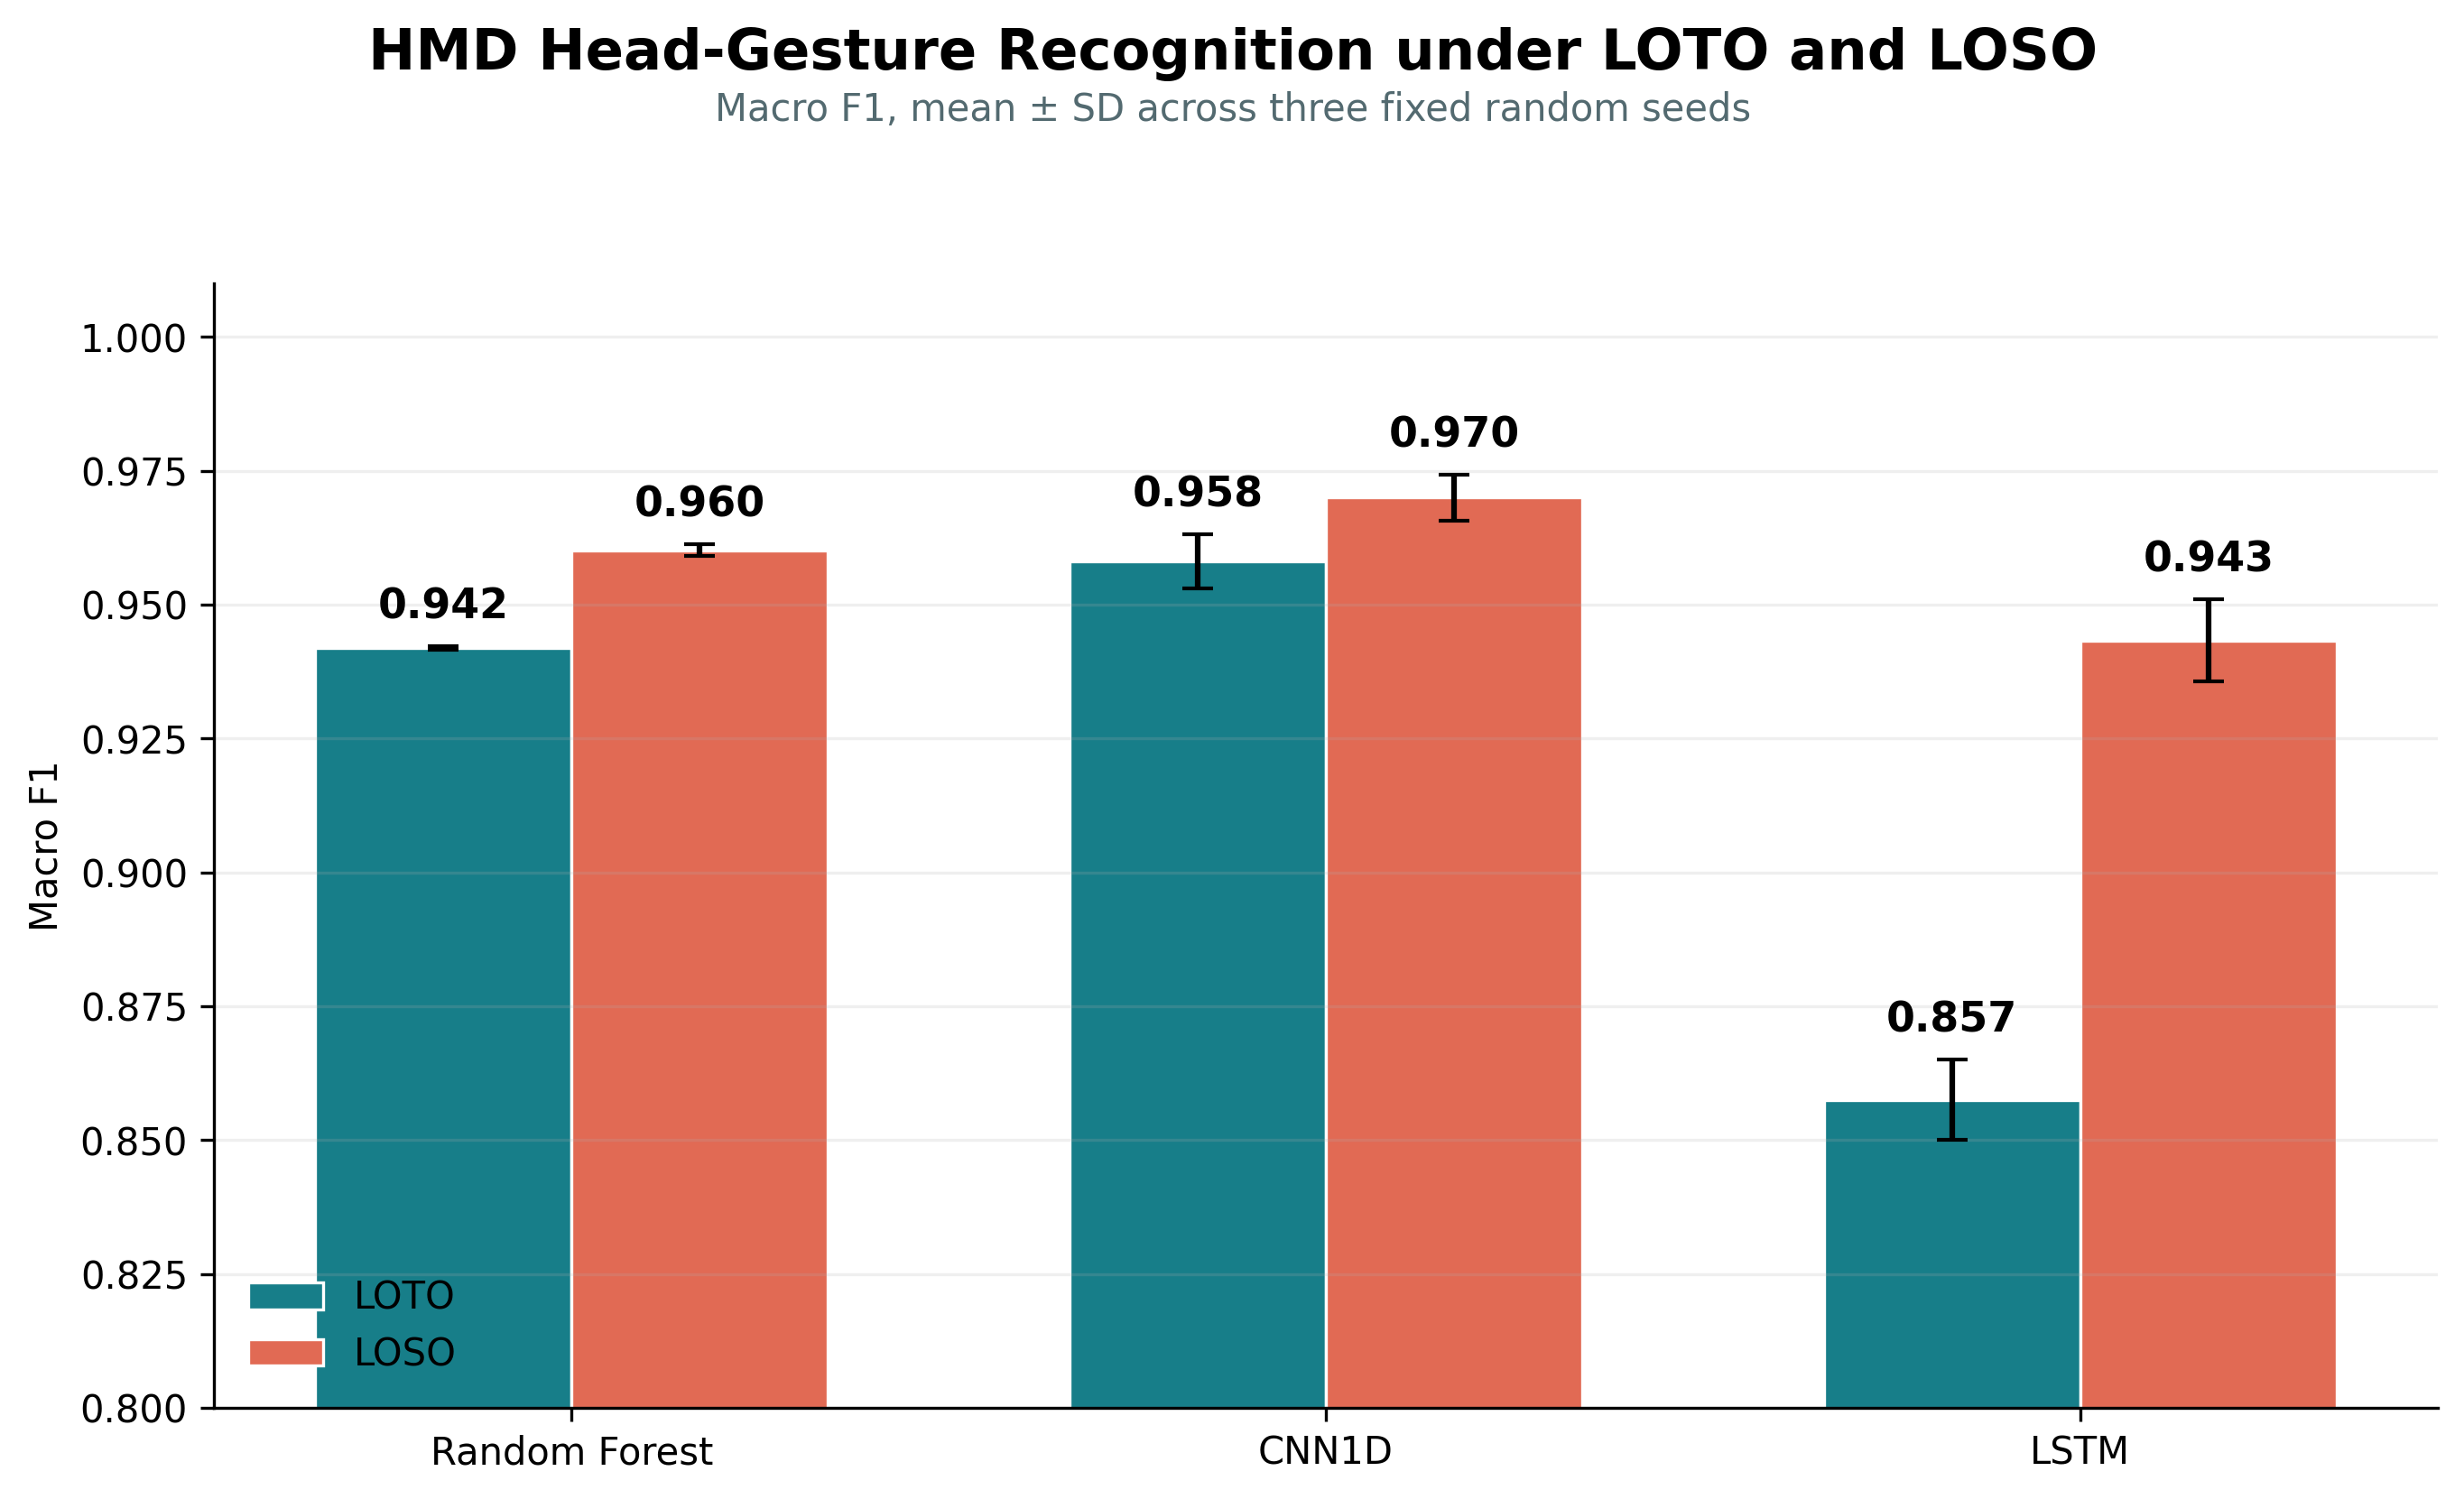 HMD Head-Gesture Recognition under LOTO and LOSO
Macro F1, mean ± SD across three fixed random seeds
Macro F1
1.000
0.975
0.950
0.925
0.900
0.875
0.850
0.825
0.800
0.942
0.960
0.958
0.970
0.857
0.943
LOTO
LOSO
Random Forest
CNN1D
LSTM